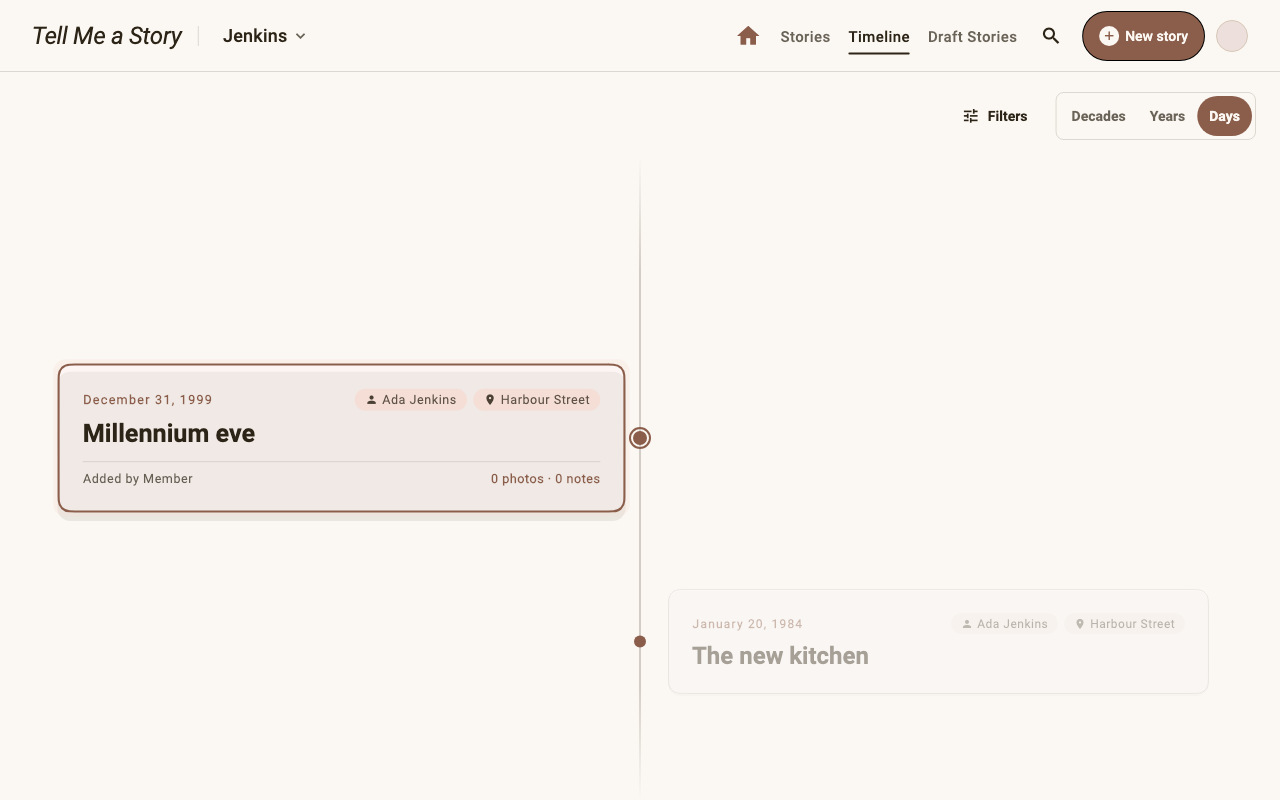 Tell Me a Story
Jenkins
Stories
Timeline
Draft Stories
New story
Filters
Decades
Years
Days
December 31, 1999
Ada Jenkins
Harbour Street
Millennium eve
Added by Member
0 photos · 0 notes
January 20, 1984
Ada Jenkins
Harbour Street
The new kitchen